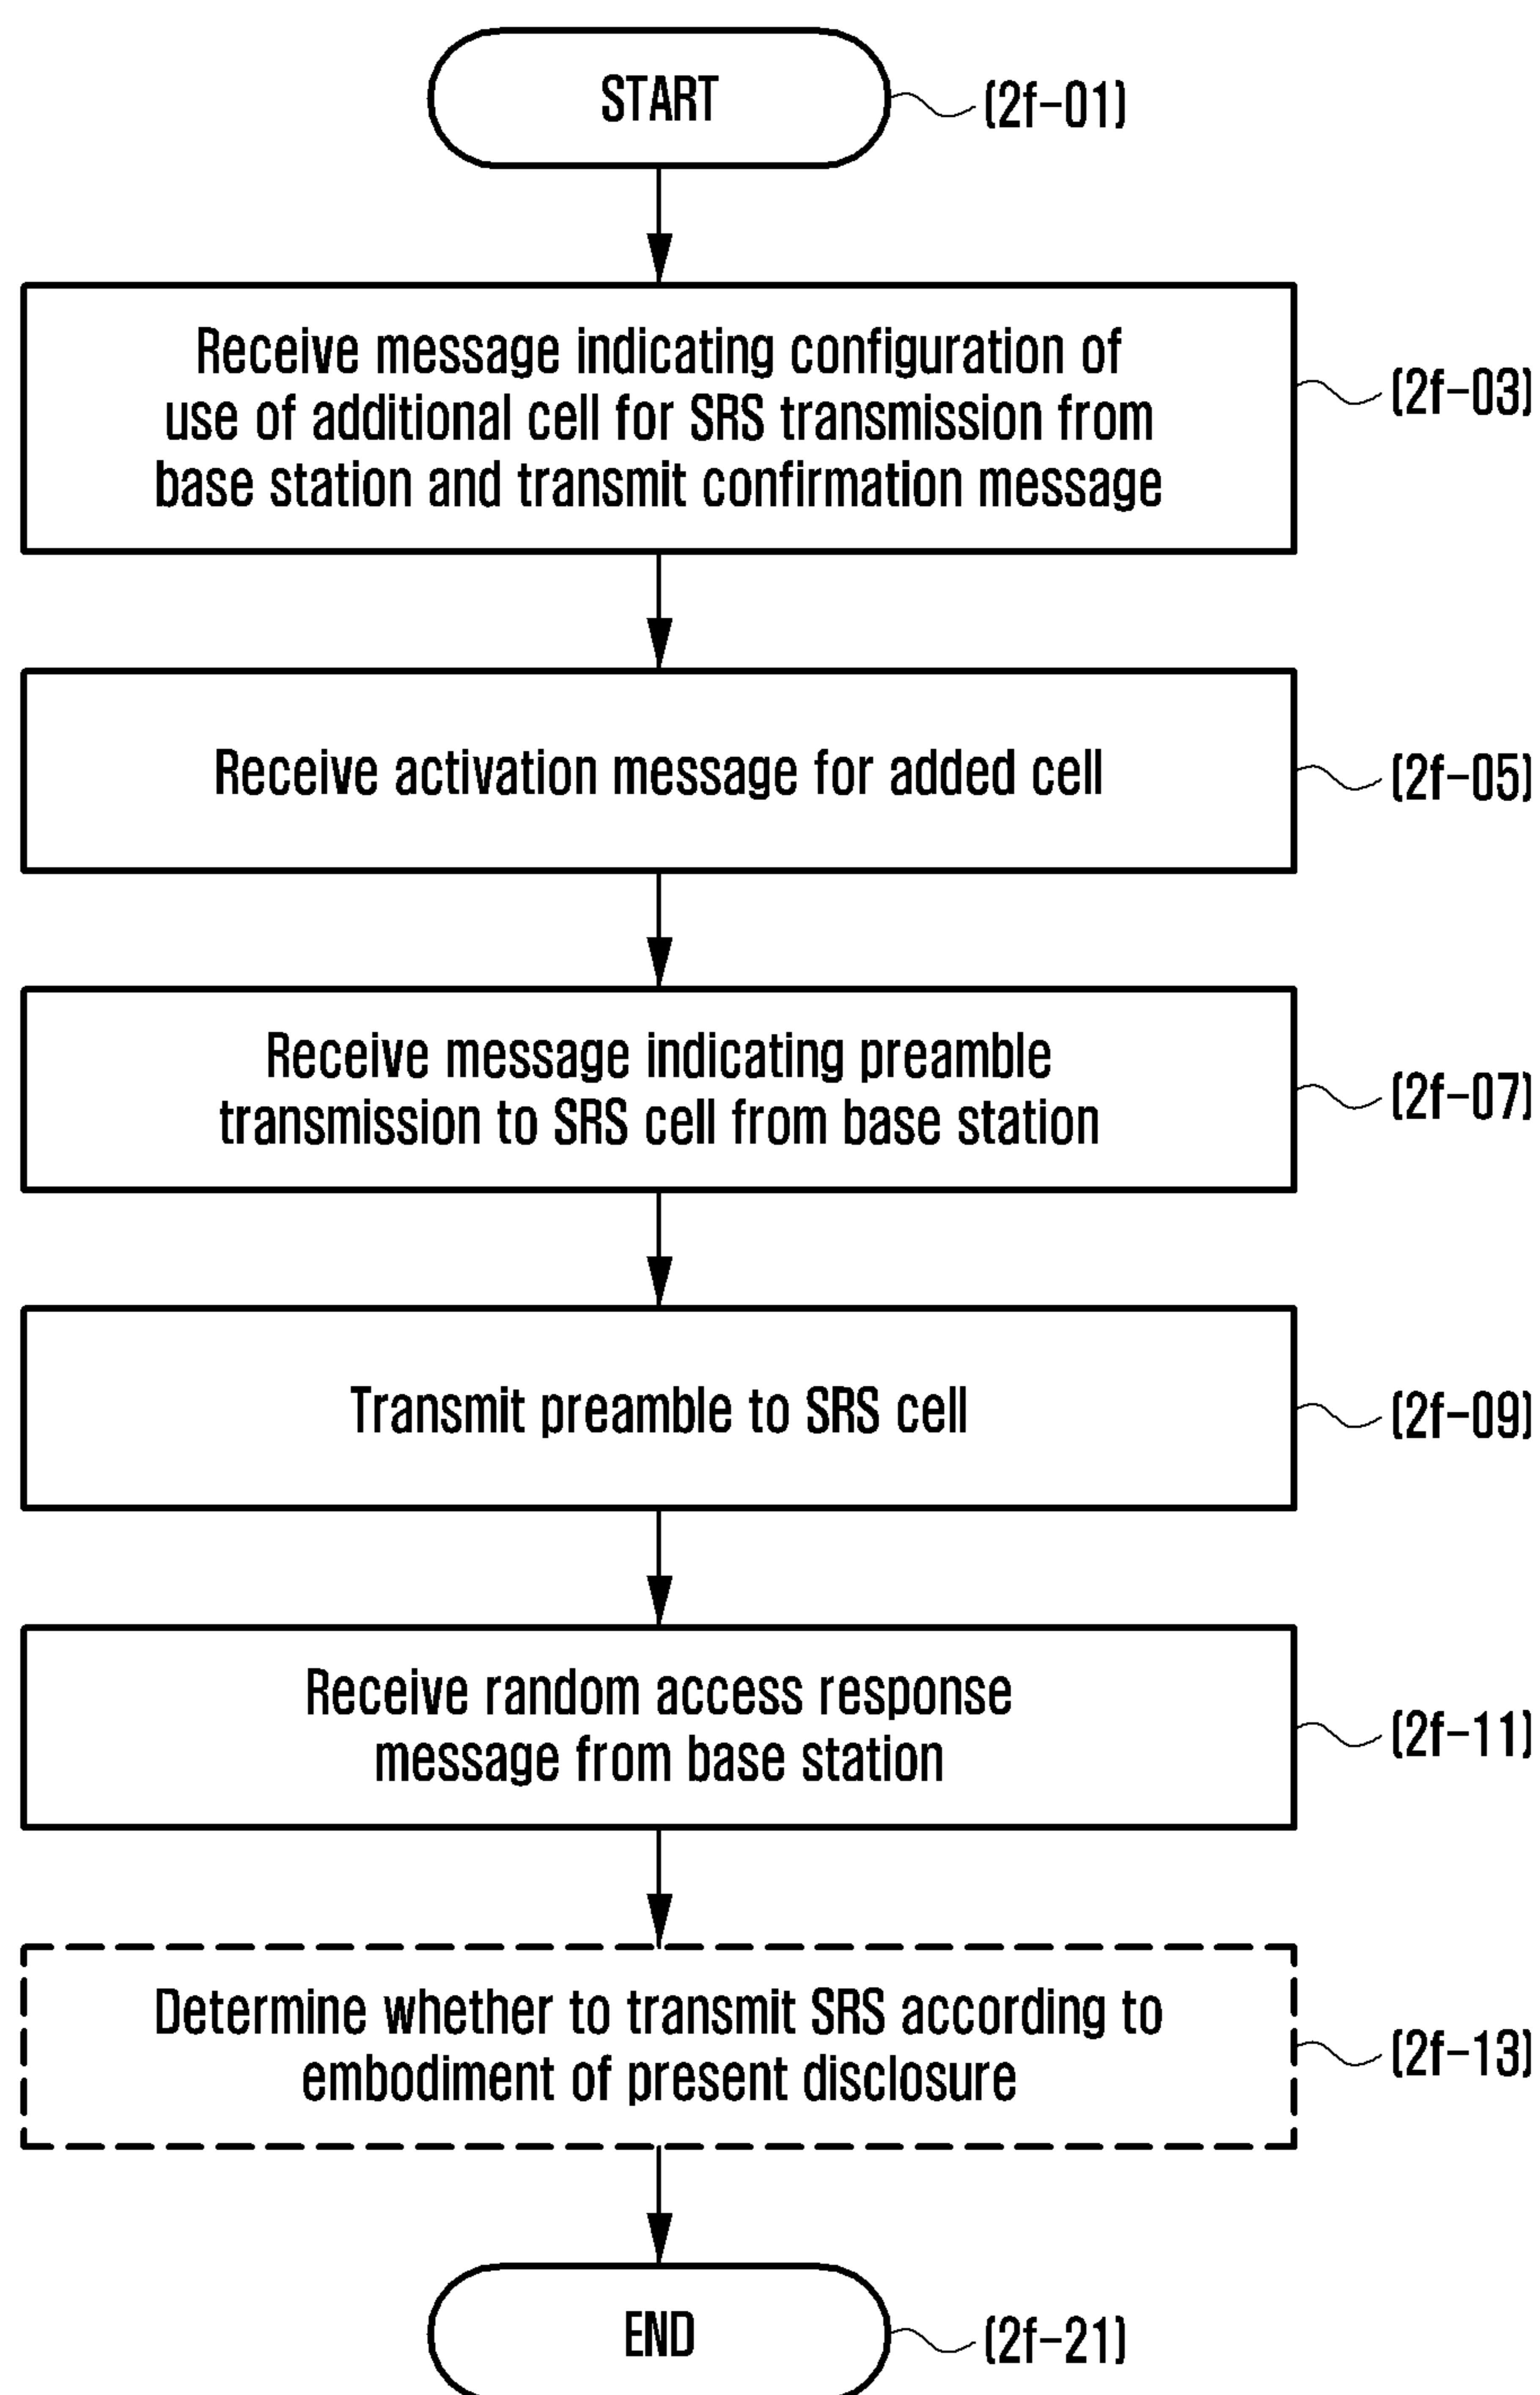 START
(2f-01)
Receive message indicating configuration of
use of additional cell for SRS transmission from
base station and transmit confirmation message
(2f-03)
Receive activation message for added cell
(2f-05)
Receive message indicating preamble
transmission to SRS cell from base station
(2f-07)
Transmit preamble to SRS cell
(2f-09)
Receive random access response
message from base station
(2f-11)
Determine whether to transmit SRS according to
embodiment of present disclosure
(2f-13)
END
(2f-21)